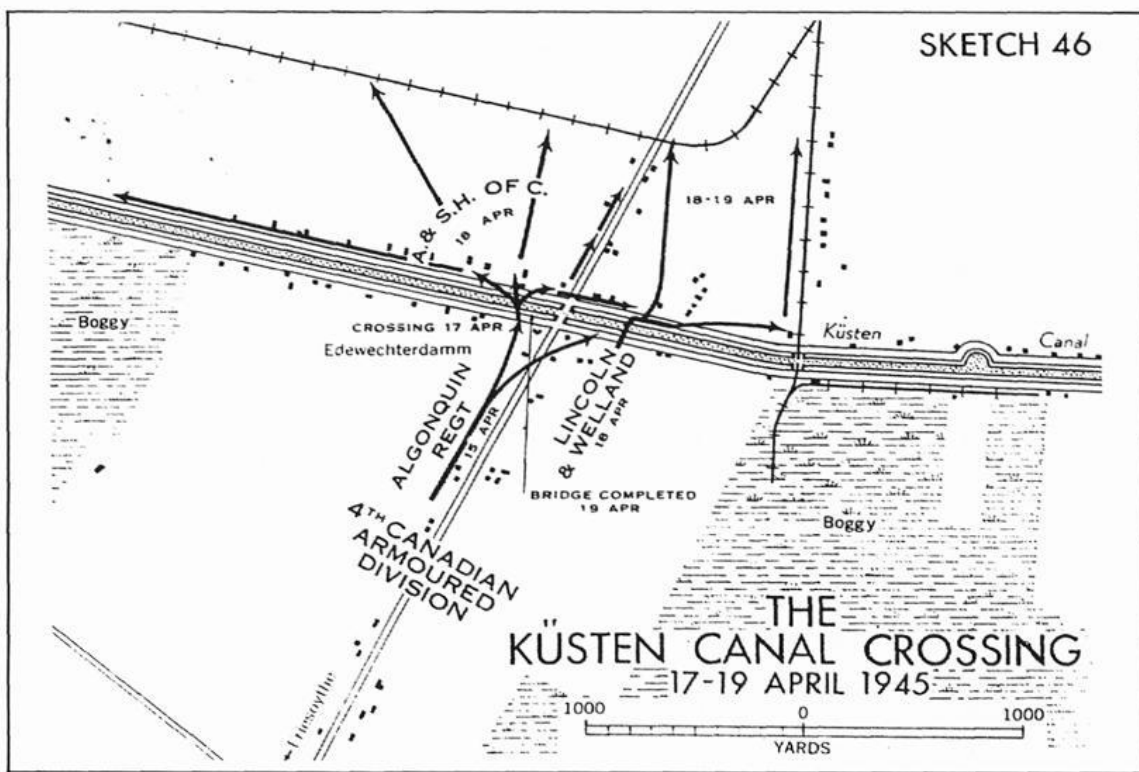 SKETCH 46
A. & S.H. OF C.
18 APR
18-19 APR
Boggy
CROSSING 17 APR
Edewechterdamm
Küsten
Canal
ALGONQUIN
REGT
15 APR
LINCOLN
& WELLAND
18 APR
BRIDGE COMPLETED
19 APR
4TH CANADIAN
ARMOURED
DIVISION
Boggy
Friesoythe
THE
KÜSTEN CANAL CROSSING
17-19 APRIL 1945
1000 0 1000
YARDS